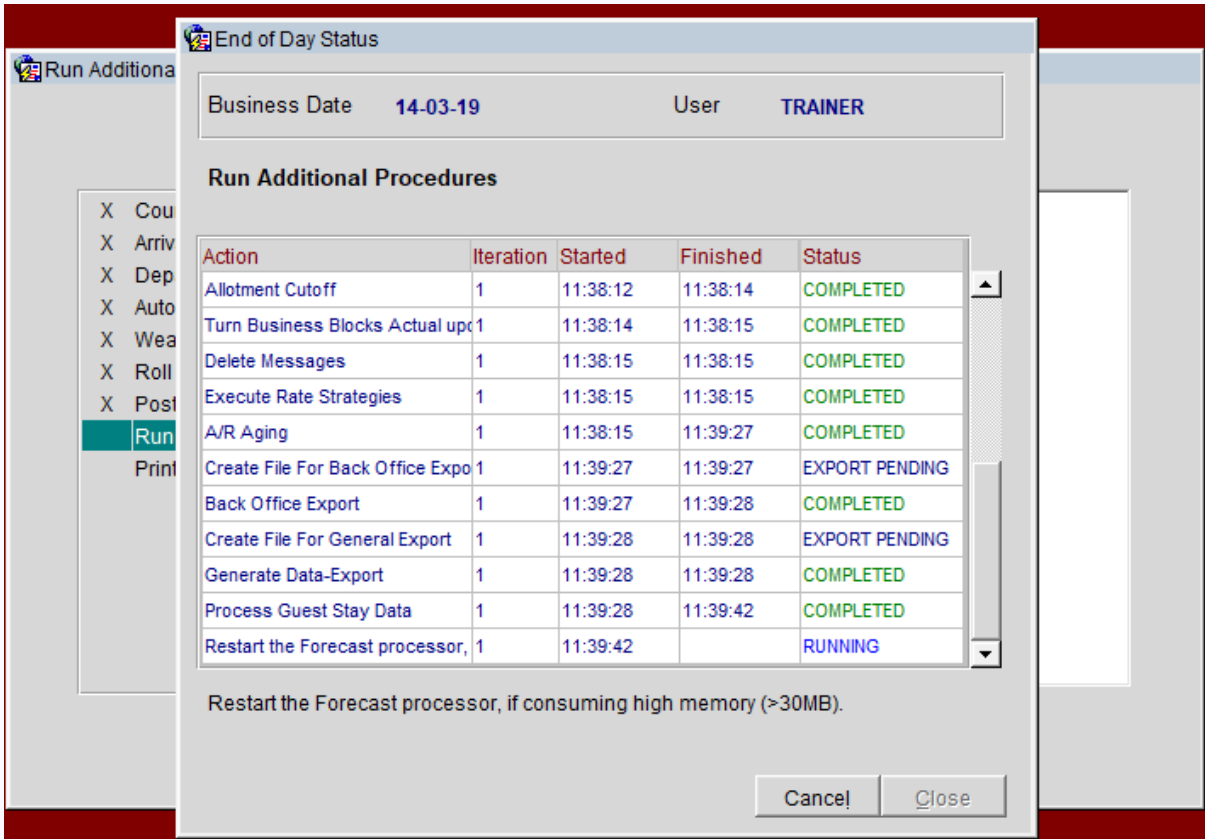 End of Day Status
Run Additiona
Business Date 14-03-19 User TRAINER
Run Additional Procedures
X Cou
X Arriv
X Dep
X Auto
X Wea
X Roll
X Post
Run
Print
Action Iteration Started Finished Status
Allotment Cutoff 1 11:38:12 11:38:14 COMPLETED
Turn Business Blocks Actual upd 1 11:38:14 11:38:15 COMPLETED
Delete Messages 1 11:38:15 11:38:15 COMPLETED
Execute Rate Strategies 1 11:38:15 11:38:15 COMPLETED
A/R Aging 1 11:38:15 11:39:27 COMPLETED
Create File For Back Office Expo 1 11:39:27 11:39:27 EXPORT PENDING
Back Office Export 1 11:39:27 11:39:28 COMPLETED
Create File For General Export 1 11:39:28 11:39:28 EXPORT PENDING
Generate Data-Export 1 11:39:28 11:39:28 COMPLETED
Process Guest Stay Data 1 11:39:28 11:39:42 COMPLETED
Restart the Forecast processor, 1 11:39:42 RUNNING
Restart the Forecast processor, if consuming high memory (>30MB).
Cancel Close